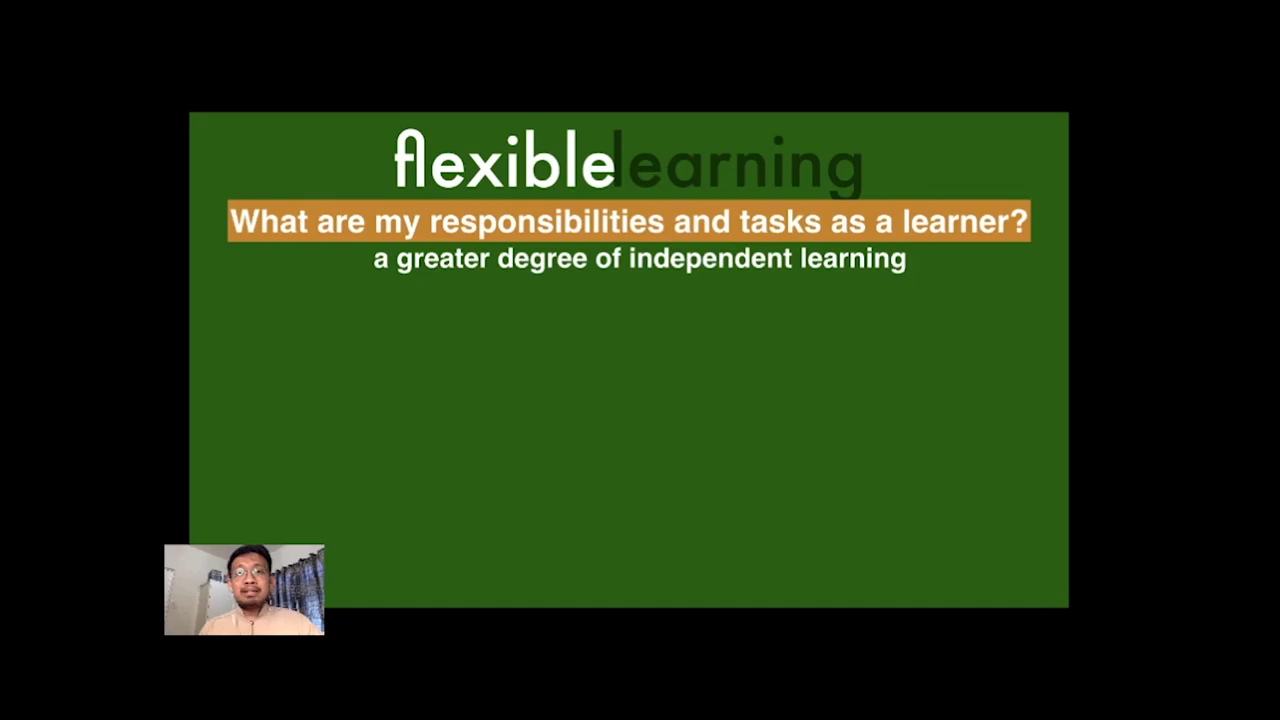 flexiblelearning
What are my responsibilities and tasks as a learner?
a greater degree of independent learning